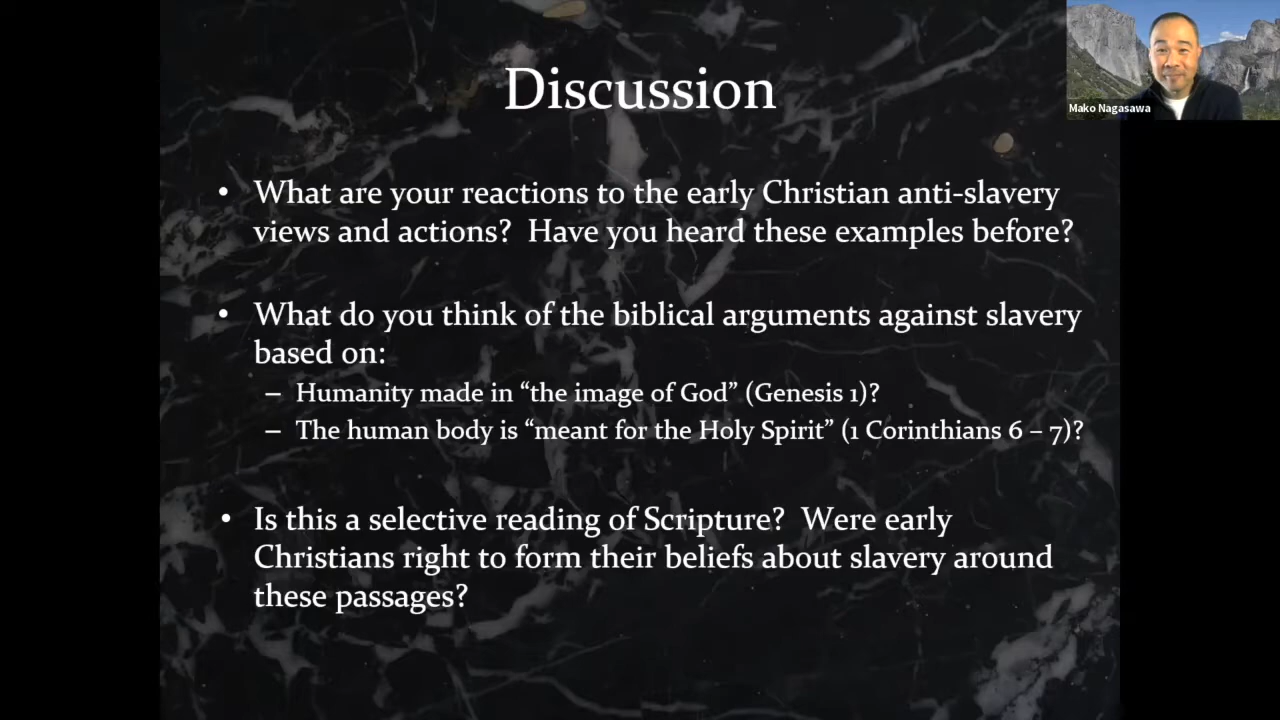 Discussion
Mako Nagasawa
• What are your reactions to the early Christian anti-slavery
views and actions?  Have you heard these examples before?
• What do you think of the biblical arguments against slavery
based on:
– Humanity made in “the image of God” (Genesis 1)?
– The human body is “meant for the Holy Spirit” (1 Corinthians 6 – 7)?
• Is this a selective reading of Scripture?  Were early
Christians right to form their beliefs about slavery around
these passages?